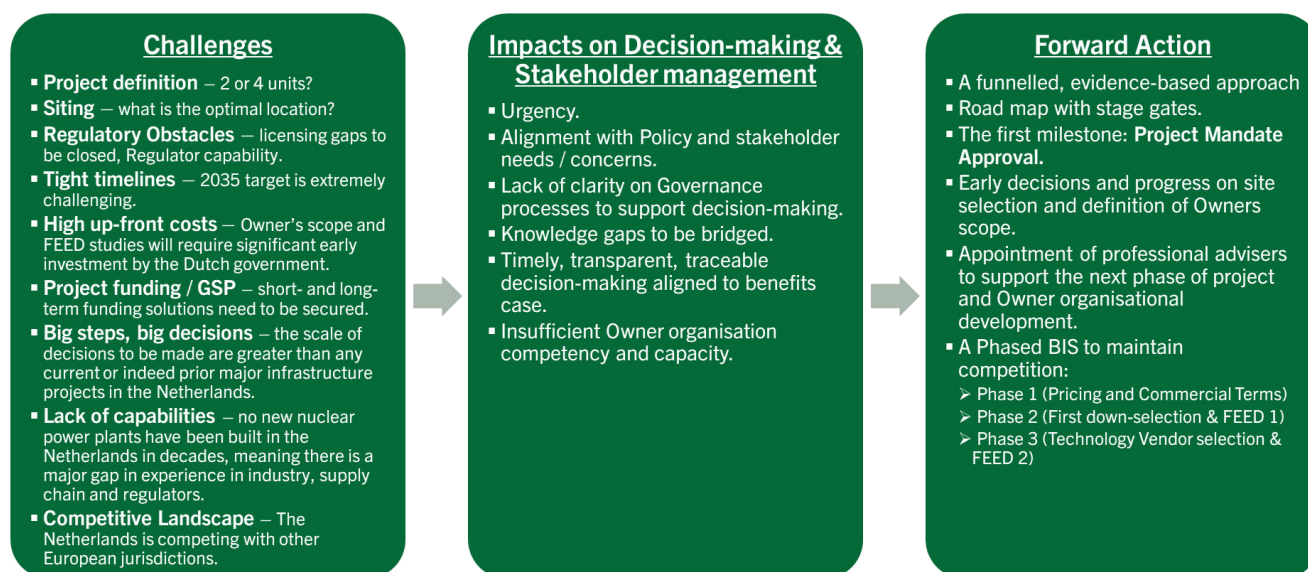 Challenges
▪ Project definition – 2 or 4 units?
▪ Siting – what is the optimal location?
▪ Regulatory Obstacles – licensing gaps to
be closed, Regulator capability.
▪ Tight timelines – 2035 target is extremely
challenging.
▪ High up-front costs – Owner's scope and
FEED studies will require significant early
investment by the Dutch government.
▪ Project funding / GSP – short- and long-
term funding solutions need to be secured.
▪ Big steps, big decisions – the scale of
decisions to be made are greater than any
current or indeed prior major infrastructure
projects in the Netherlands.
▪ Lack of capabilities – no new nuclear
power plants have been built in the
Netherlands in decades, meaning there is a
major gap in experience in industry, supply
chain and regulators.
▪ Competitive Landscape – The
Netherlands is competing with other
European jurisdictions.
Impacts on Decision-making &
Stakeholder management
▪ Urgency.
▪ Alignment with Policy and stakeholder
needs / concerns.
▪ Lack of clarity on Governance
processes to support decision-making.
▪ Knowledge gaps to be bridged.
▪ Timely, transparent, traceable
decision-making aligned to benefits
case.
▪ Insufficient Owner organisation
competency and capacity.
Forward Action
▪ A funnelled, evidence-based approach
▪ Road map with stage gates.
▪ The first milestone: Project Mandate
Approval.
▪ Early decisions and progress on site
selection and definition of Owners
scope.
▪ Appointment of professional advisers
to support the next phase of project
and Owner organisational
development.
▪ A Phased BIS to maintain
competition:
➢ Phase 1 (Pricing and Commercial Terms)
➢ Phase 2 (First down-selection & FEED 1)
➢ Phase 3 (Technology Vendor selection &
FEED 2)